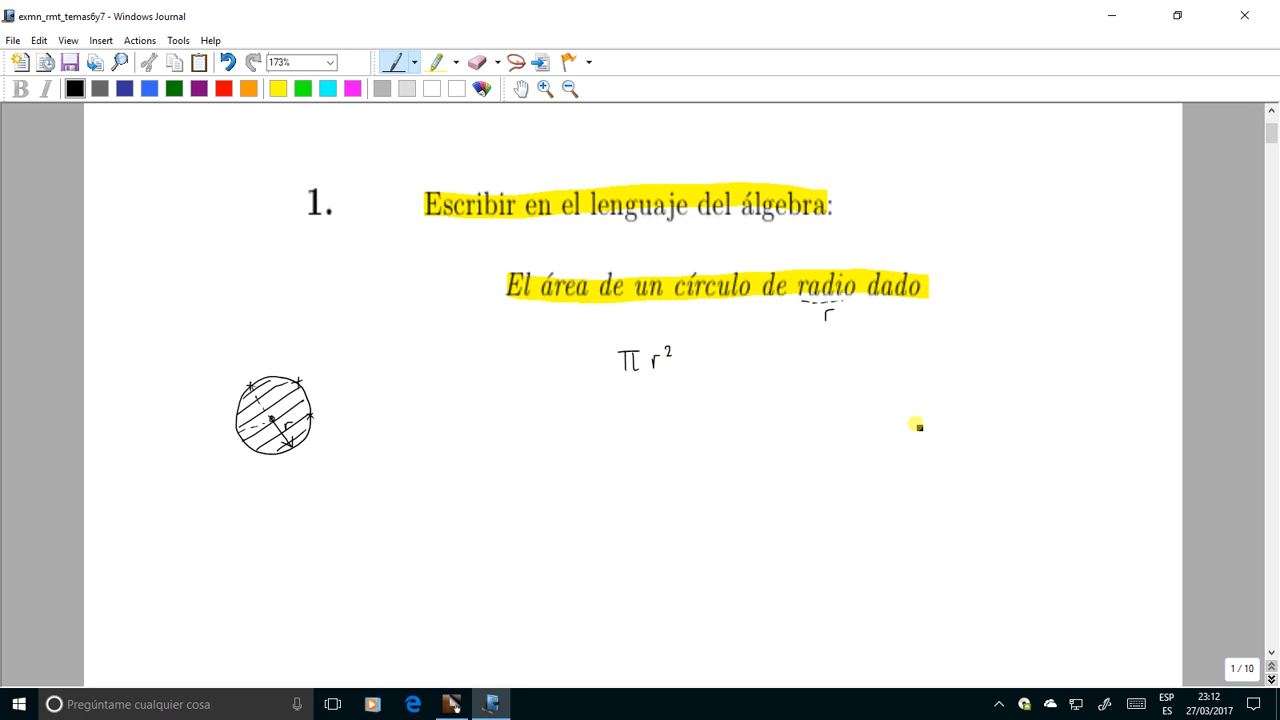 exmn_rmt_temas6y7 - Windows Journal
File Edit View Insert Actions Tools Help
173%
B I
1. Escribir en el lenguaje del álgebra:
El área de un círculo de radio dado
r
π r²
r
1 / 10
Pregúntame cualquier cosa
ESP 23:12
ES 27/03/2017